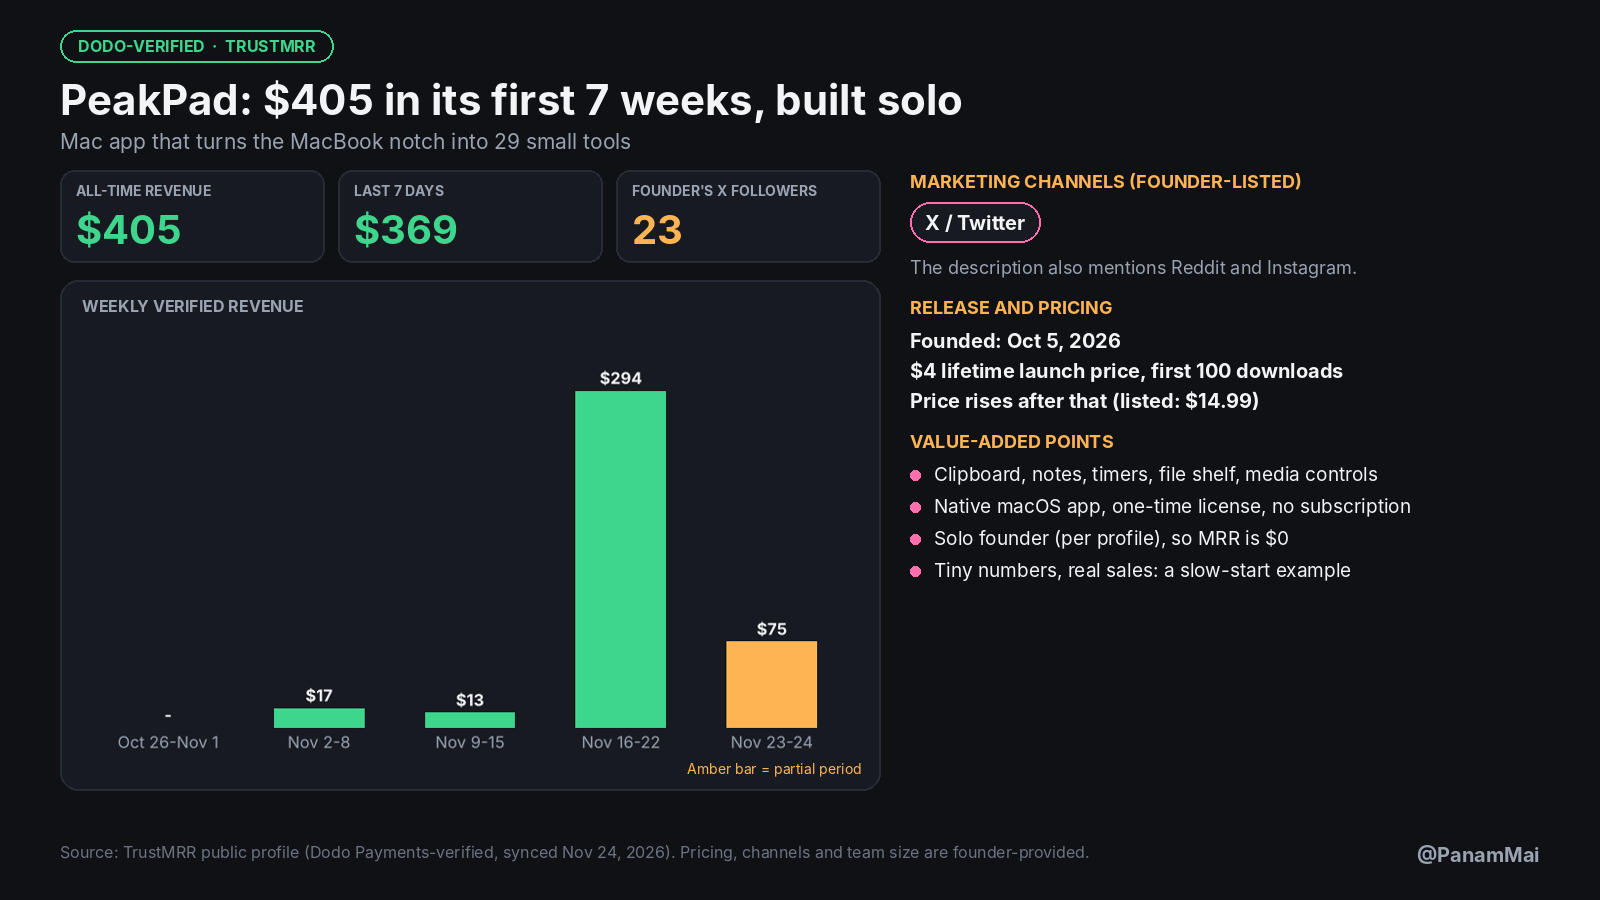 DODO-VERIFIED · TRUSTMRR
PeakPad: $405 in its first 7 weeks, built solo
Mac app that turns the MacBook notch into 29 small tools
ALL-TIME REVENUE
$405
LAST 7 DAYS
$369
FOUNDER'S X FOLLOWERS
23
WEEKLY VERIFIED REVENUE
-
$17
$13
$294
$75
Oct 26-Nov 1
Nov 2-8
Nov 9-15
Nov 16-22
Nov 23-24
Amber bar = partial period
MARKETING CHANNELS (FOUNDER-LISTED)
X / Twitter
The description also mentions Reddit and Instagram.
RELEASE AND PRICING
Founded: Oct 5, 2026
$4 lifetime launch price, first 100 downloads
Price rises after that (listed: $14.99)
VALUE-ADDED POINTS
Clipboard, notes, timers, file shelf, media controls
Native macOS app, one-time license, no subscription
Solo founder (per profile), so MRR is $0
Tiny numbers, real sales: a slow-start example
Source: TrustMRR public profile (Dodo Payments-verified, synced Nov 24, 2026). Pricing, channels and team size are founder-provided.
@PanamMai